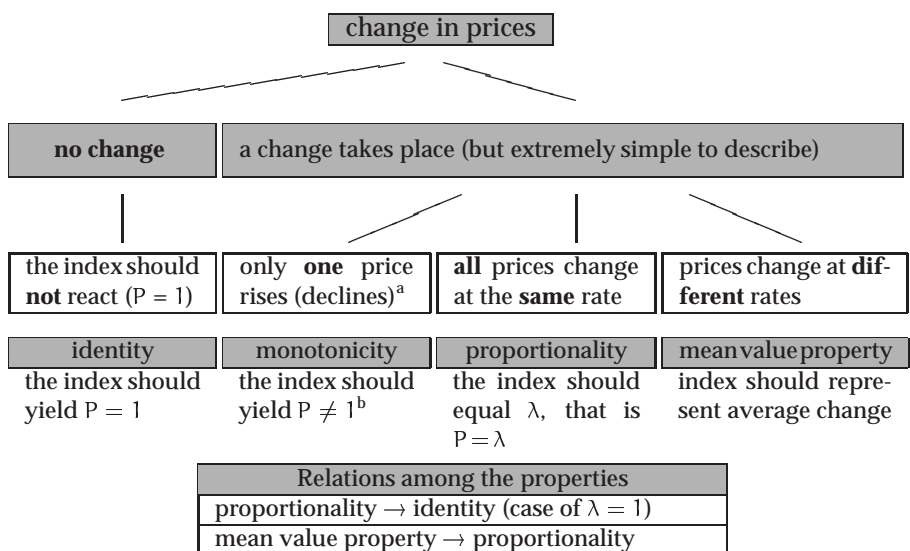 change in prices
no change
a change takes place (but extremely simple to describe)
the index should
not react (P = 1)
only one price
rises (declines)ᵃ
all prices change
at the same rate
prices change at dif-
ferent rates
identity
the index should
yield P = 1
monotonicity
the index should
yield P ≠ 1ᵇ
proportionality
the index should
equal λ, that is
P = λ
mean value property
index should repre-
sent average change
Relations among the properties
proportionality → identity (case of λ = 1)
mean value property → proportionality